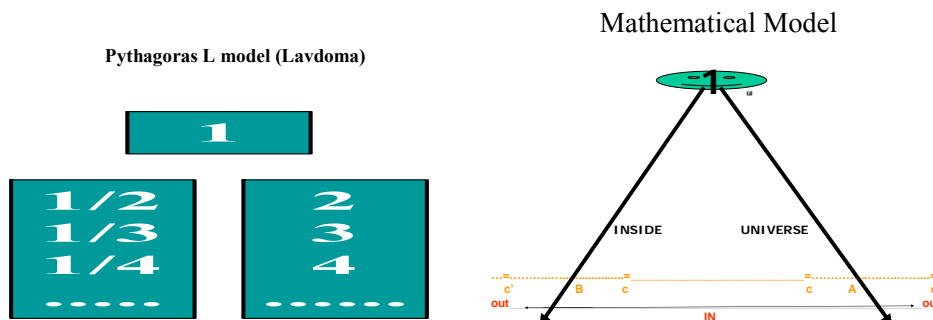 Pythagoras L model (Lavdoma)
1
1/2
1/3
1/4
.....
2
3
4
......
Mathematical Model
1
INSIDE UNIVERSE
= = = =
c' B c c A
out
IN